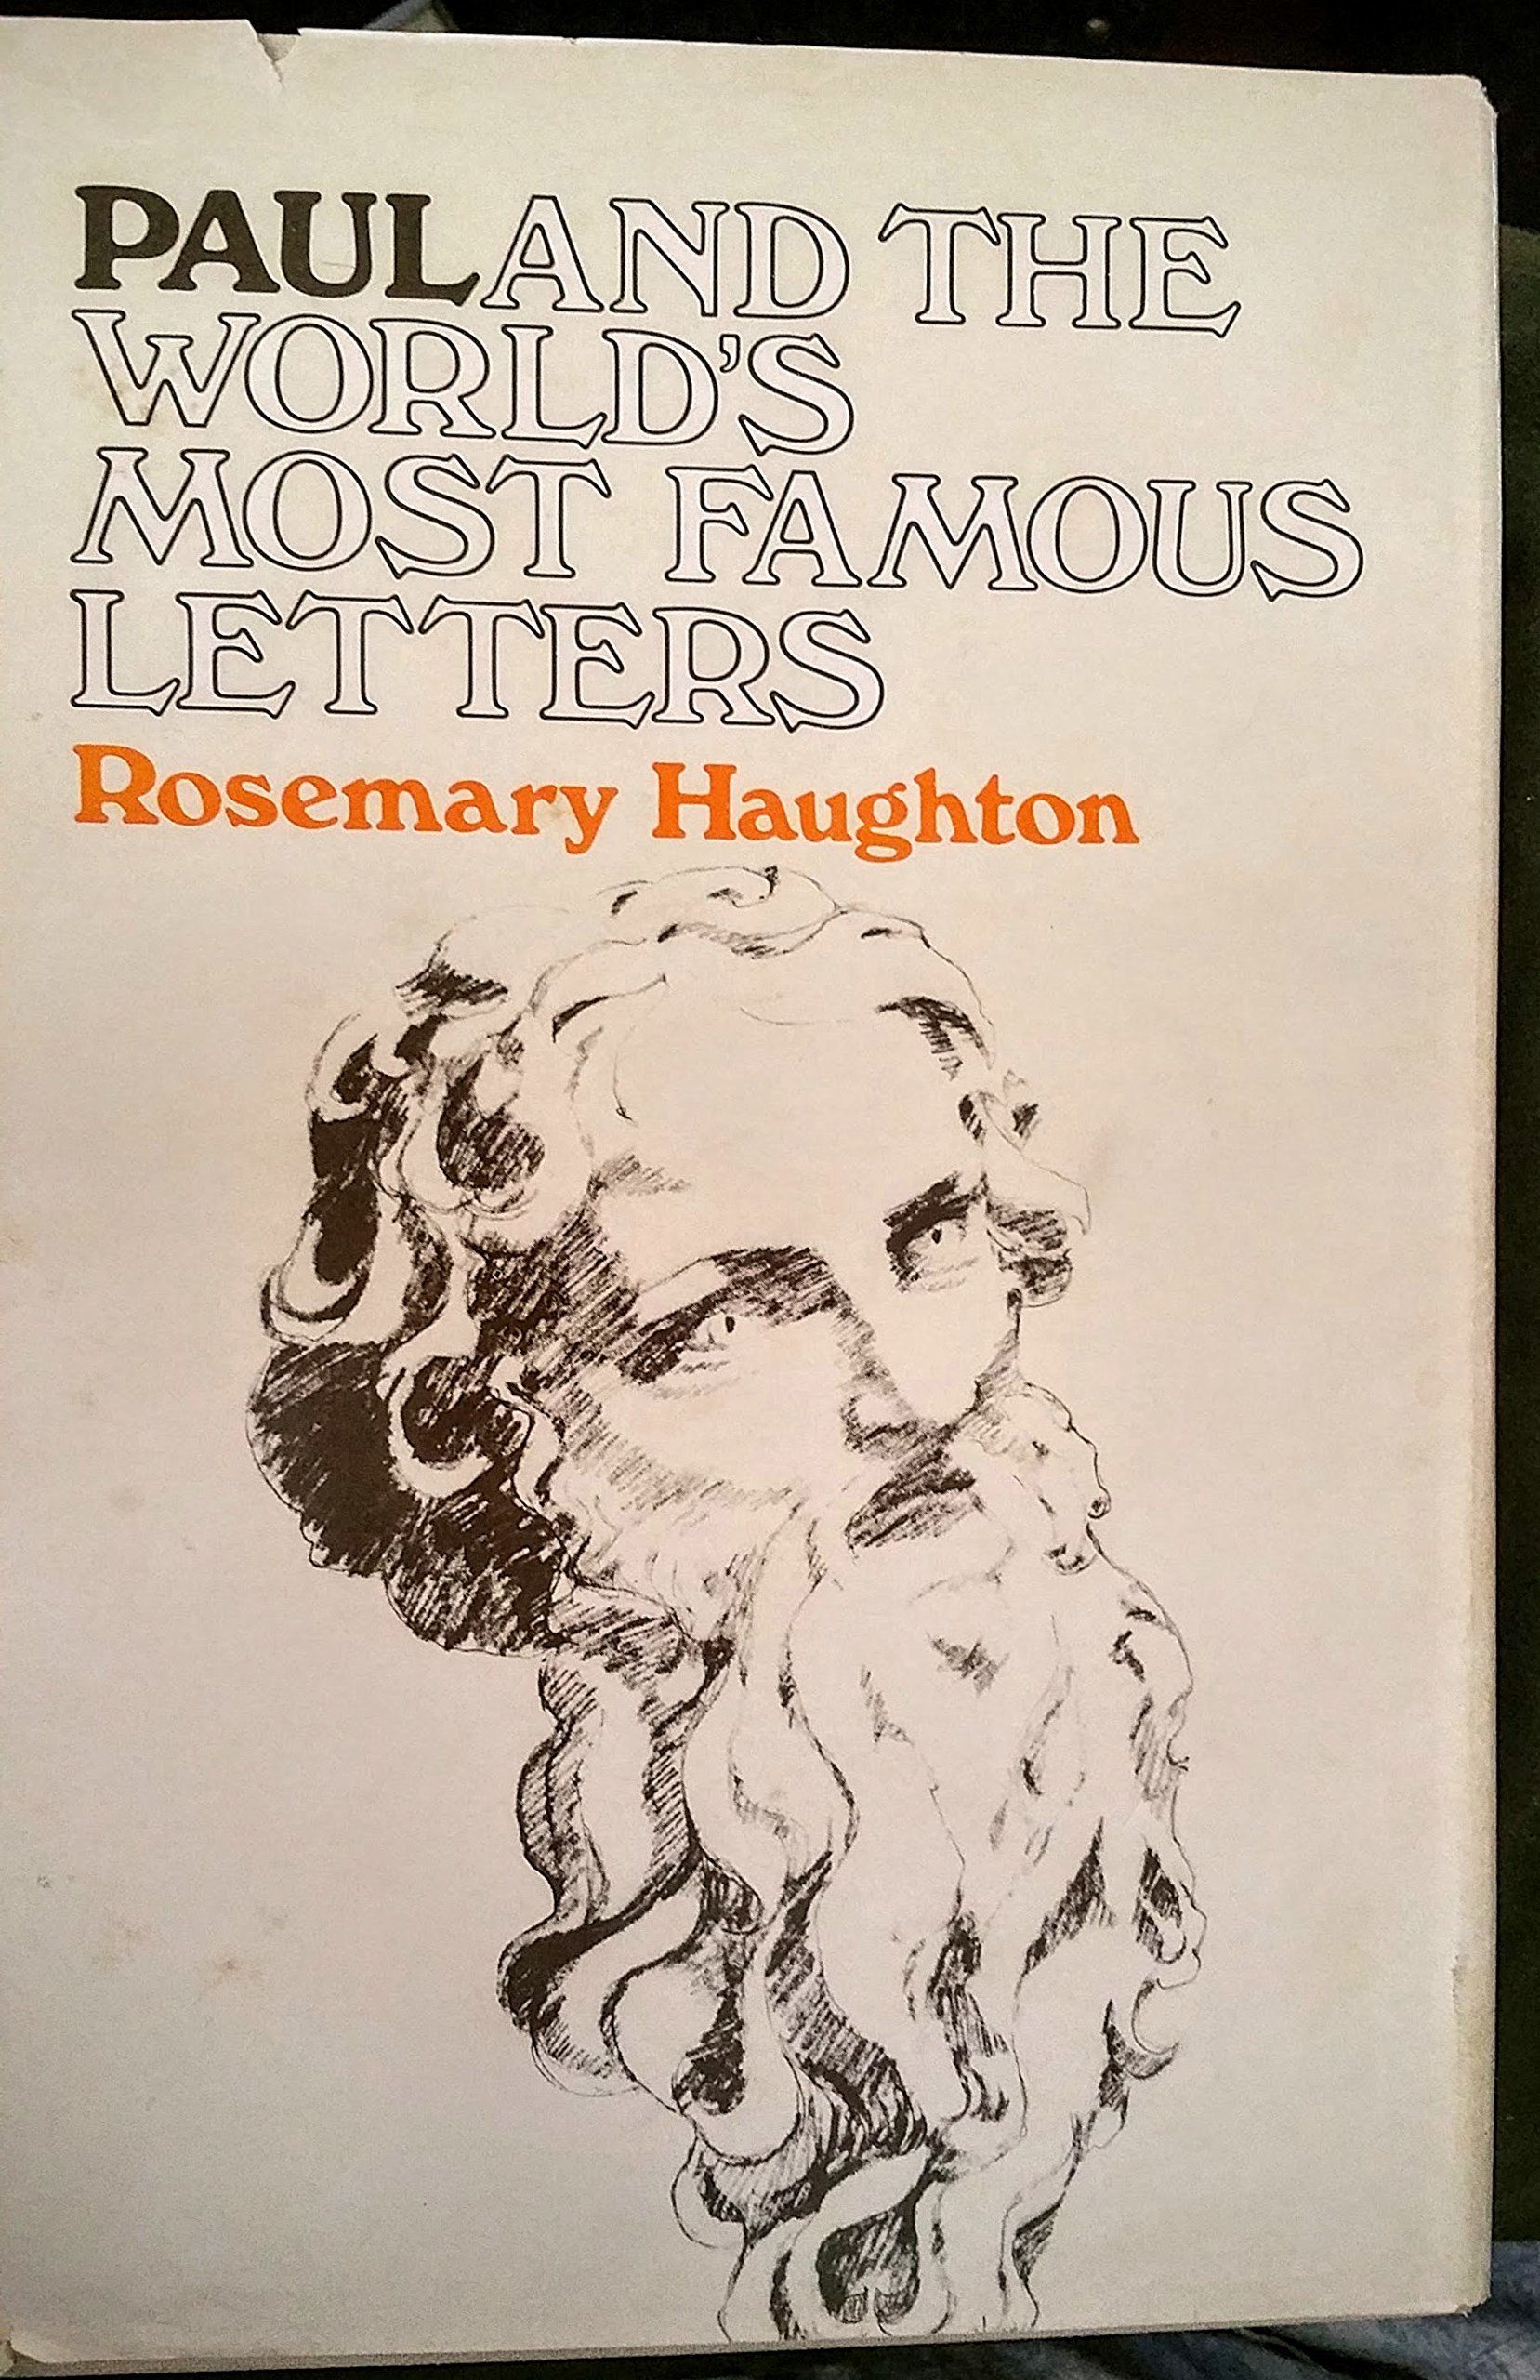 PAUL AND THE
WORLD'S
MOST FAMOUS
LETTERS
Rosemary Haughton